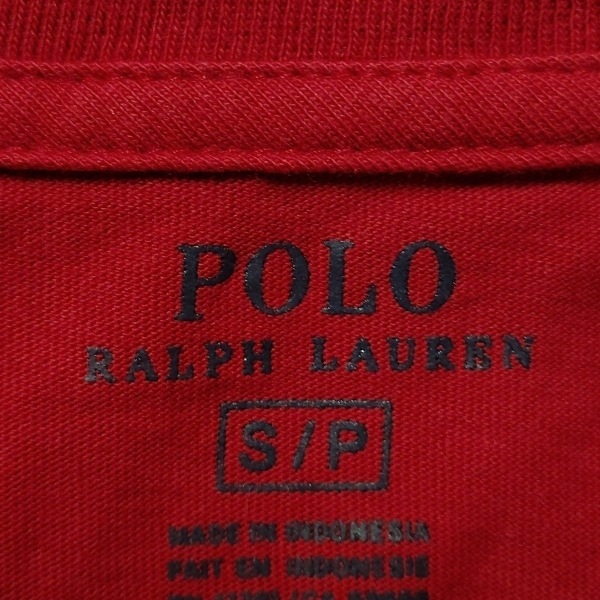 POLO
RALPH LAUREN
S/P
MADE IN INDONESIA
FAIT EN INDONESIE